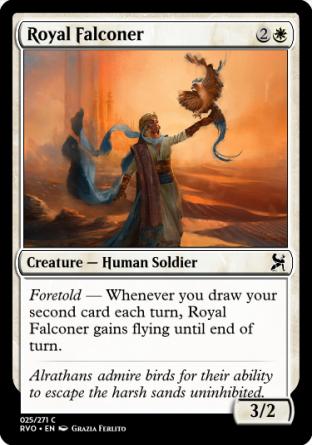 Royal Falconer 2
Creature — Human Soldier
Foretold — Whenever you draw your
second card each turn, Royal
Falconer gains flying until end of
turn.
Alrathans admire birds for their ability
to escape the harsh sands uninhibited.
3/2
025/271 C
RVO • EN Grazia Ferlito